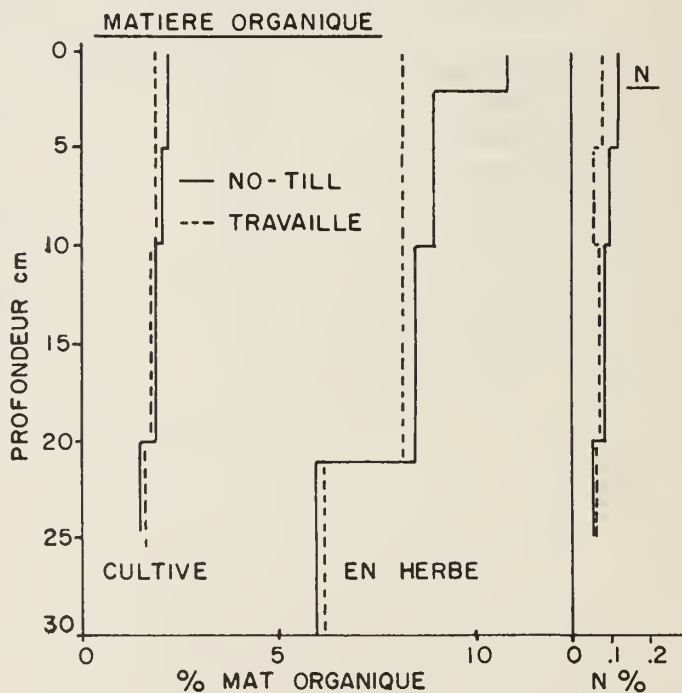 MATIERE ORGANIQUE
0
5
10
15
20
25
30
PROFONDEUR cm
N
NO-TILL
TRAVAILLE
CULTIVE
EN HERBE
0 5 10 0 .1 .2
% MAT ORGANIQUE N %